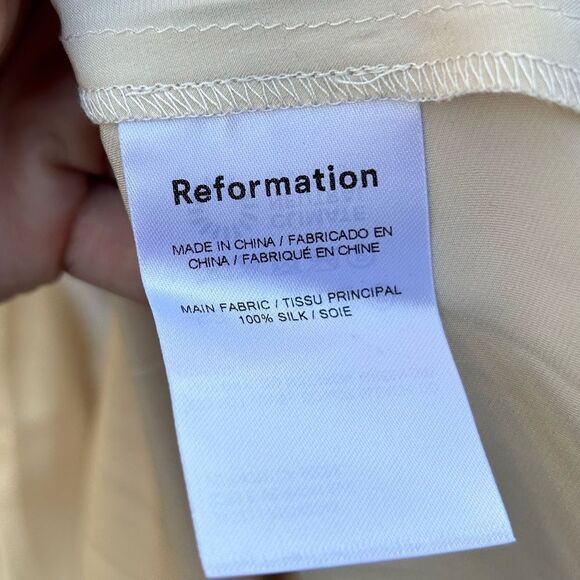 Reformation
MADE IN CHINA / FABRICADO EN
CHINA / FABRIQUÉ EN CHINE
MAIN FABRIC / TISSU PRINCIPAL
100% SILK / SOIE